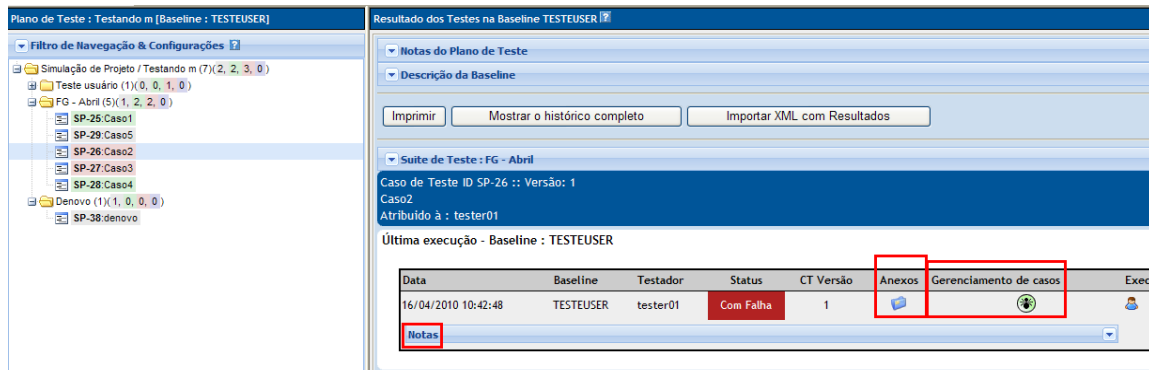 Plano de Teste : Testando m [Baseline : TESTEUSER]
Filtro de Navegação & Configurações ?
Simulação de Projeto / Testando m (7)(2, 2, 3, 0)
Teste usuário (1)(0, 0, 1, 0)
FG - Abril (5)(1, 2, 2, 0)
SP-25:Caso1
SP-29:Caso5
SP-26:Caso2
SP-27:Caso3
SP-28:Caso4
Denovo (1)(1, 0, 0, 0)
SP-38:denovo
Resultado dos Testes na Baseline TESTEUSER ?
Notas do Plano de Teste
Descrição da Baseline
Imprimir Mostrar o histórico completo Importar XML com Resultados
Suite de Teste : FG - Abril
Caso de Teste ID SP-26 :: Versão: 1
Caso2
Atribuido à : tester01
Última execução - Baseline : TESTEUSER
Data Baseline Testador Status CT Versão Anexos Gerenciamento de casos Exec
16/04/2010 10:42:48 TESTEUSER tester01 Com Falha 1
Notas